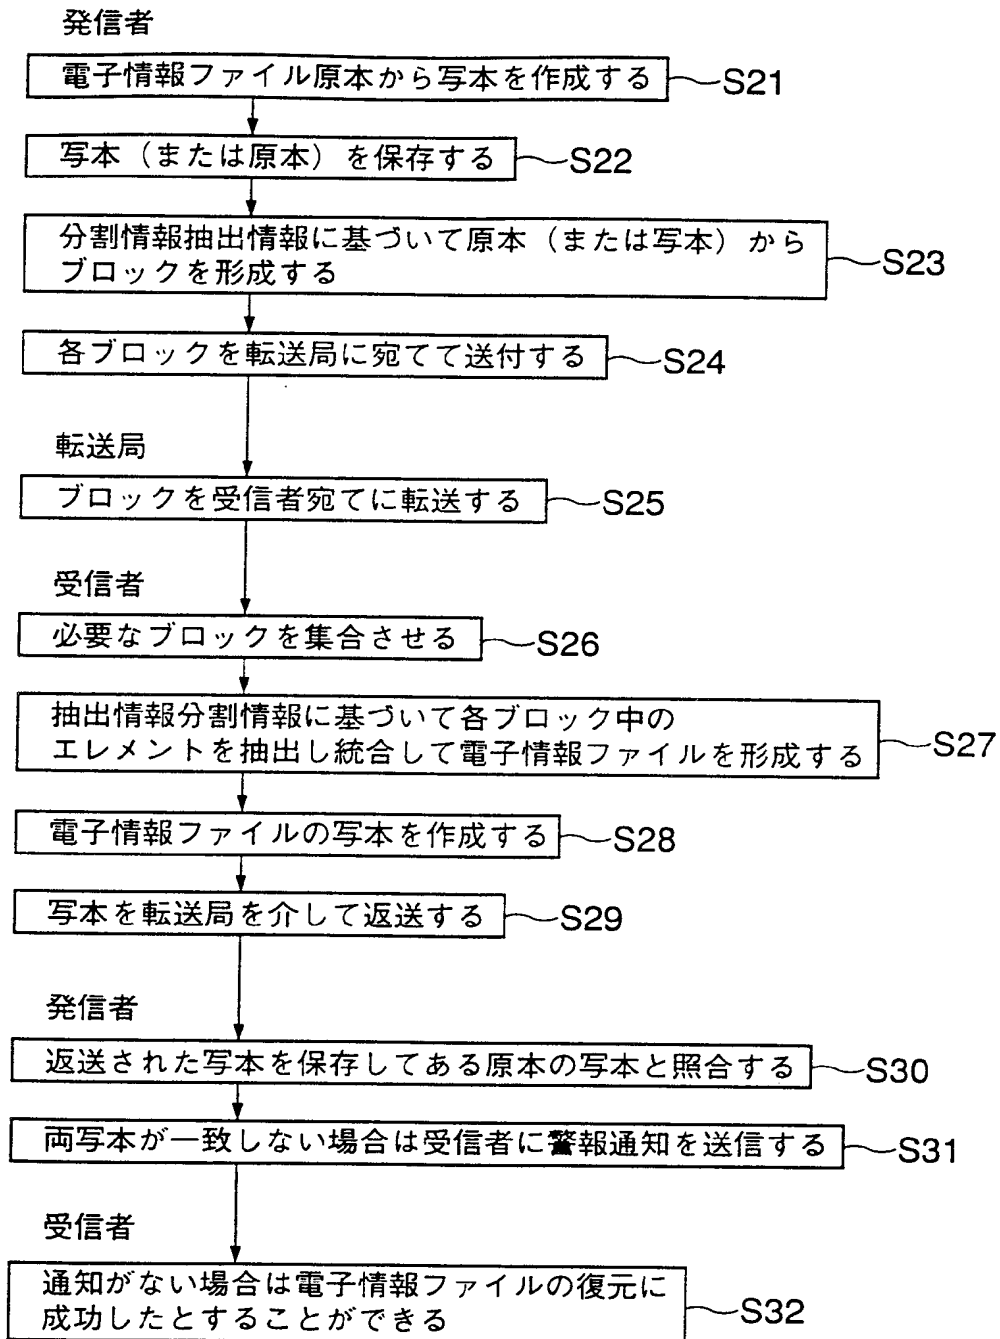 発信者
電子情報ファイル原本から写本を作成する S21
写本（または原本）を保存する S22
分割情報抽出情報に基づいて原本（または写本）から
ブロックを形成する S23
各ブロックを転送局に宛てて送付する S24
転送局
ブロックを受信者宛てに転送する S25
受信者
必要なブロックを集合させる S26
抽出情報分割情報に基づいて各ブロック中の
エレメントを抽出し統合して電子情報ファイルを形成する S27
電子情報ファイルの写本を作成する S28
写本を転送局を介して返送する S29
発信者
返送された写本を保存してある原本の写本と照合する S30
両写本が一致しない場合は受信者に警報通知を送信する S31
受信者
通知がない場合は電子情報ファイルの復元に
成功したとすることができる S32